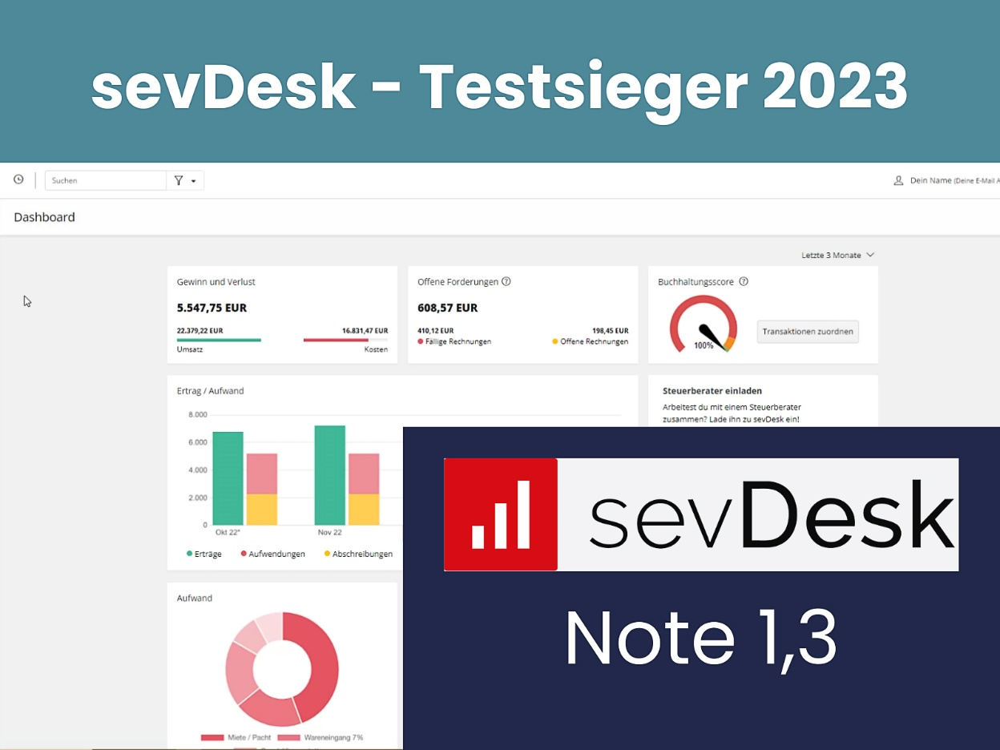 sevDesk - Testsieger 2023
Suchen
Dein Name (Deine E-Mail A
Dashboard
Letzte 3 Monate
Gewinn und Verlust
5.547,75 EUR
22.379,22 EUR
16.831,47 EUR
Umsatz
Kosten
Offene Forderungen
608,57 EUR
410,12 EUR
198,45 EUR
Fällige Rechnungen
Offene Rechnungen
Buchhaltungsscore
100%
Transaktionen zuordnen
Ertrag / Aufwand
8.000
6.000
4.000
2.000
0
Okt 22*
Nov 22
Erträge
Aufwendungen
Abschreibungen
Steuerberater einladen
Arbeitest du mit einem Steuerberater
zusammen? Lade ihn zu sevDesk ein!
sevDesk
Note 1,3
Aufwand
Miete / Pacht
Wareneingang 7%